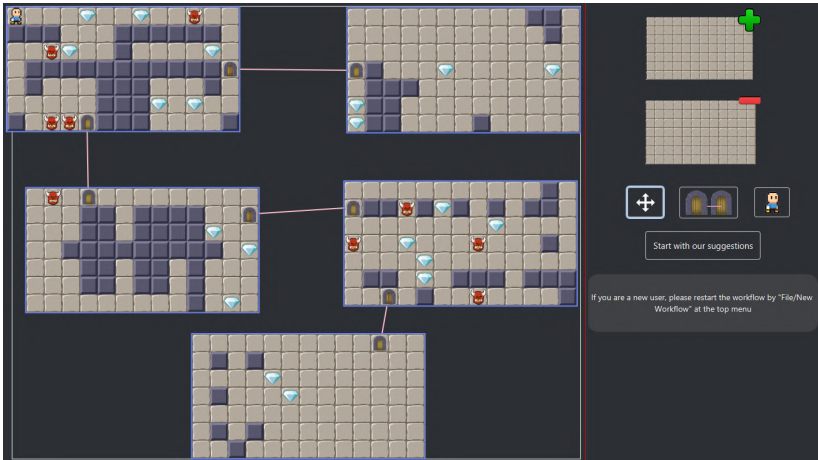 Start with our suggestions
If you are a new user, please restart the workflow by "File/New
Workflow" at the top menu